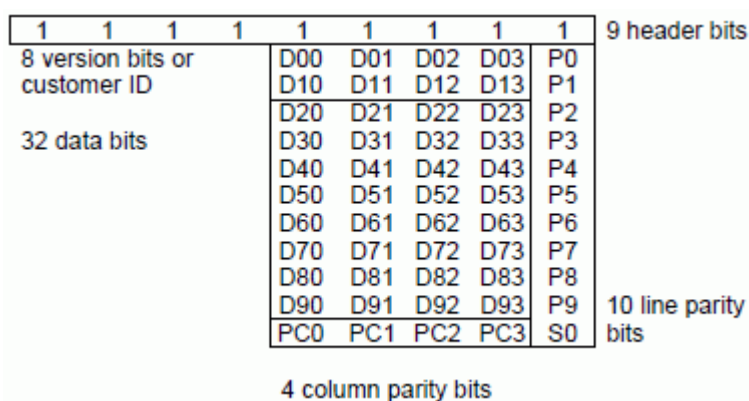 1 1 1 1 1 1 1 1 1 9 header bits
8 version bits or D00 D01 D02 D03 P0
customer ID D10 D11 D12 D13 P1
D20 D21 D22 D23 P2
32 data bits D30 D31 D32 D33 P3
D40 D41 D42 D43 P4
D50 D51 D52 D53 P5
D60 D61 D62 D63 P6
D70 D71 D72 D73 P7
D80 D81 D82 D83 P8
D90 D91 D92 D93 P9 10 line parity
PC0 PC1 PC2 PC3 S0 bits
4 column parity bits